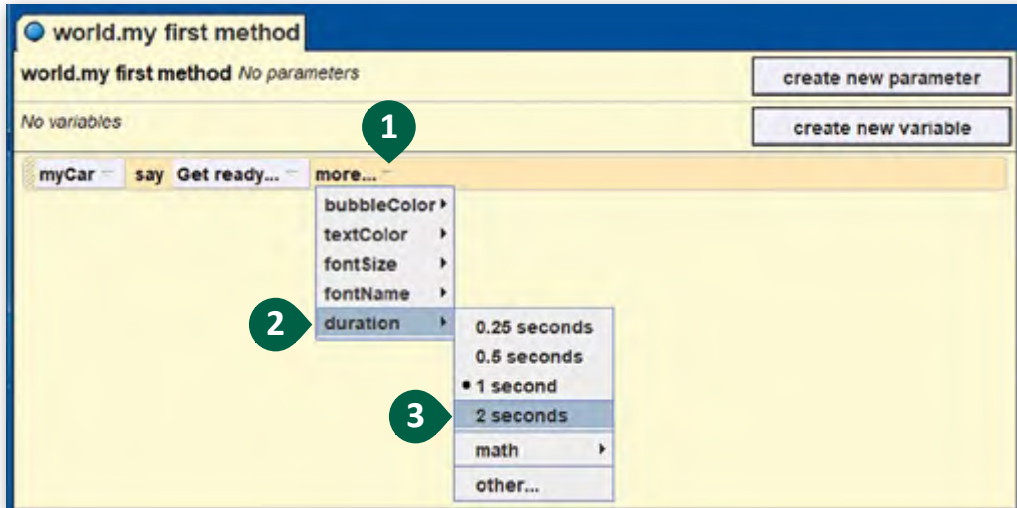 world.my first method
world.my first method No parameters
create new parameter
No variables
create new variable
1
myCar say Get ready... more...
bubbleColor
textColor
fontSize
fontName
2
duration
0.25 seconds
0.5 seconds
1 second
3
2 seconds
math
other...